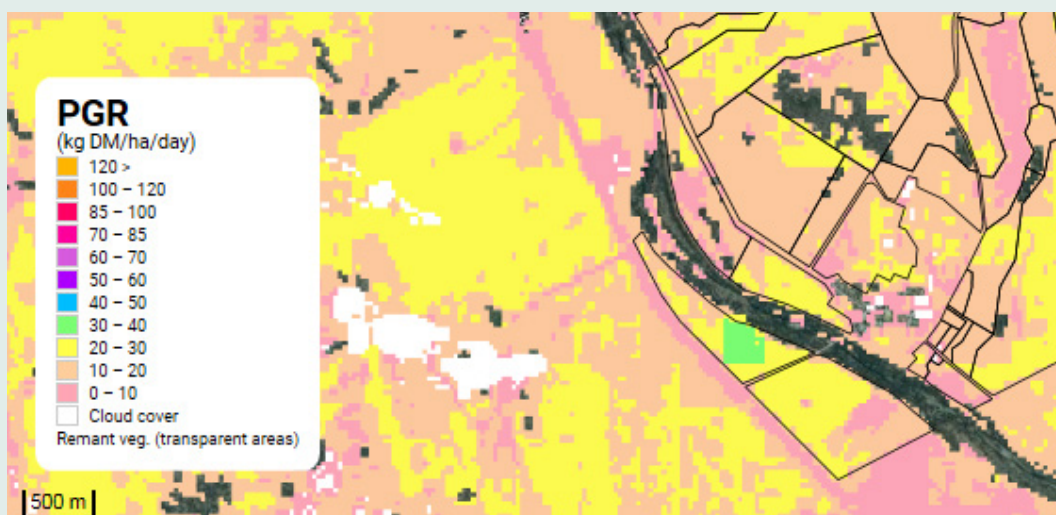 PGR
(kg DM/ha/day)
120 >
100 – 120
85 – 100
70 – 85
60 – 70
50 – 60
40 – 50
30 – 40
20 – 30
10 – 20
0 – 10
Cloud cover
Remant veg. (transparent areas)
500 m